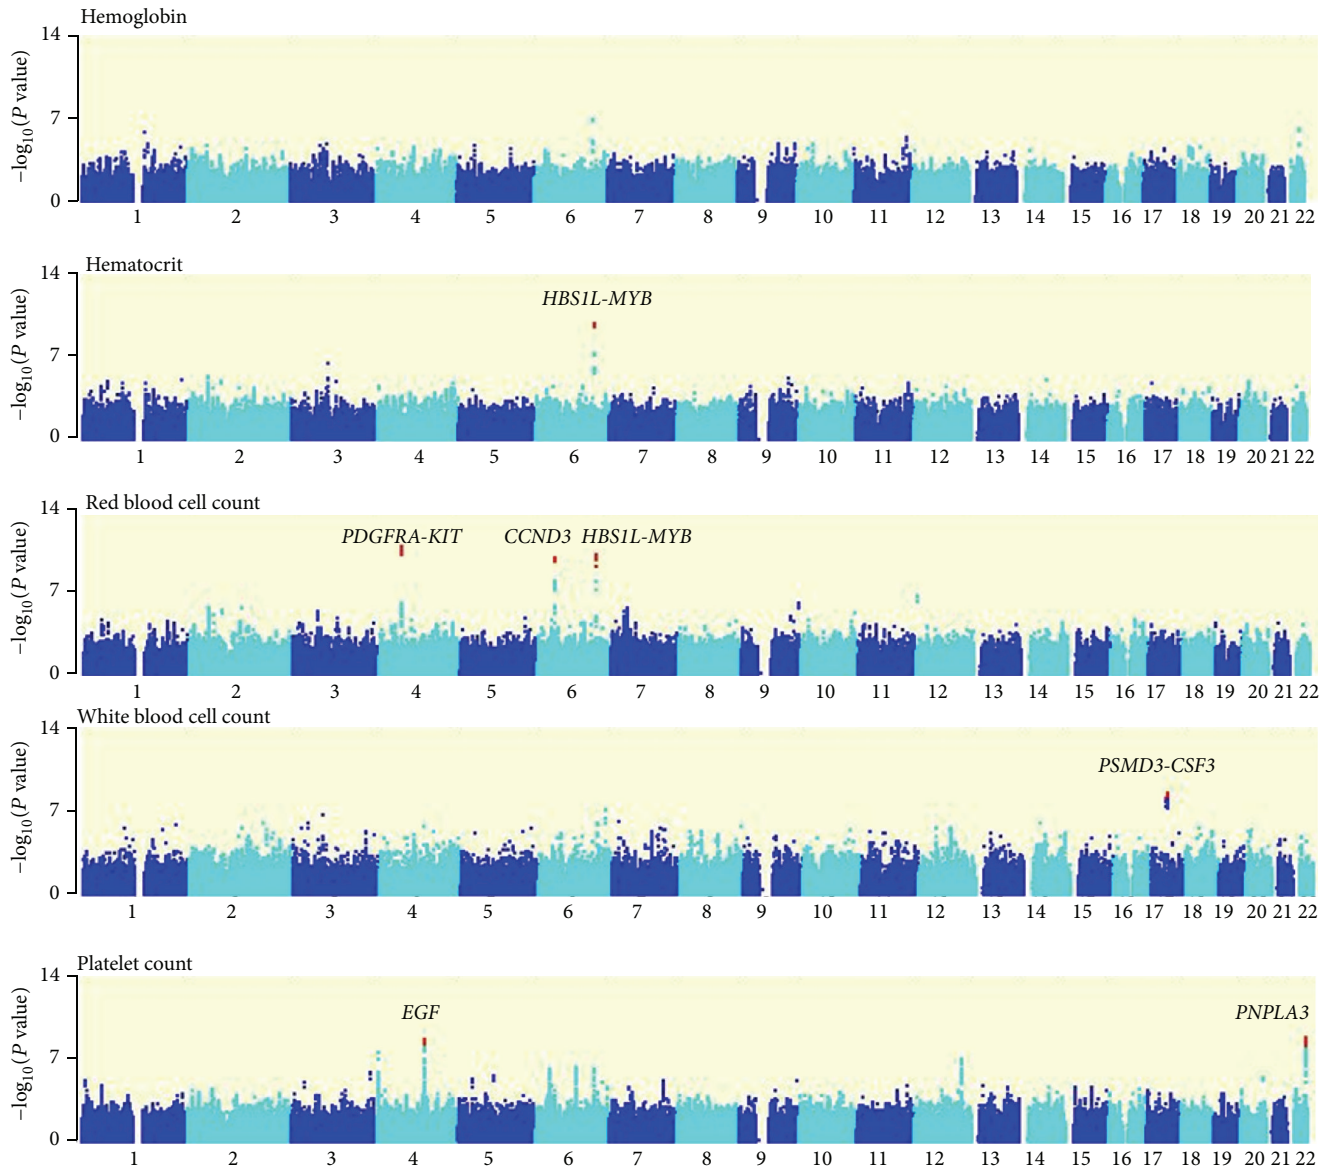 Hemoglobin
14
7
0
−log10(P value)
1 2 3 4 5 6 7 8 9 10 11 12 13 14 15 16 17 18 19 20 21 22
Hematocrit
14
HBS1L-MYB
7
0
−log10(P value)
1 2 3 4 5 6 7 8 9 10 11 12 13 14 15 16 17 18 19 20 21 22
Red blood cell count
14
PDGFRA-KIT CCND3 HBS1L-MYB
7
0
−log10(P value)
1 2 3 4 5 6 7 8 9 10 11 12 13 14 15 16 17 18 19 20 21 22
White blood cell count
14
PSMD3-CSF3
7
0
−log10(P value)
1 2 3 4 5 6 7 8 9 10 11 12 13 14 15 16 17 18 19 20 21 22
Platelet count
14
EGF PNPLA3
7
0
−log10(P value)
1 2 3 4 5 6 7 8 9 10 11 12 13 14 15 16 17 18 19 20 21 22